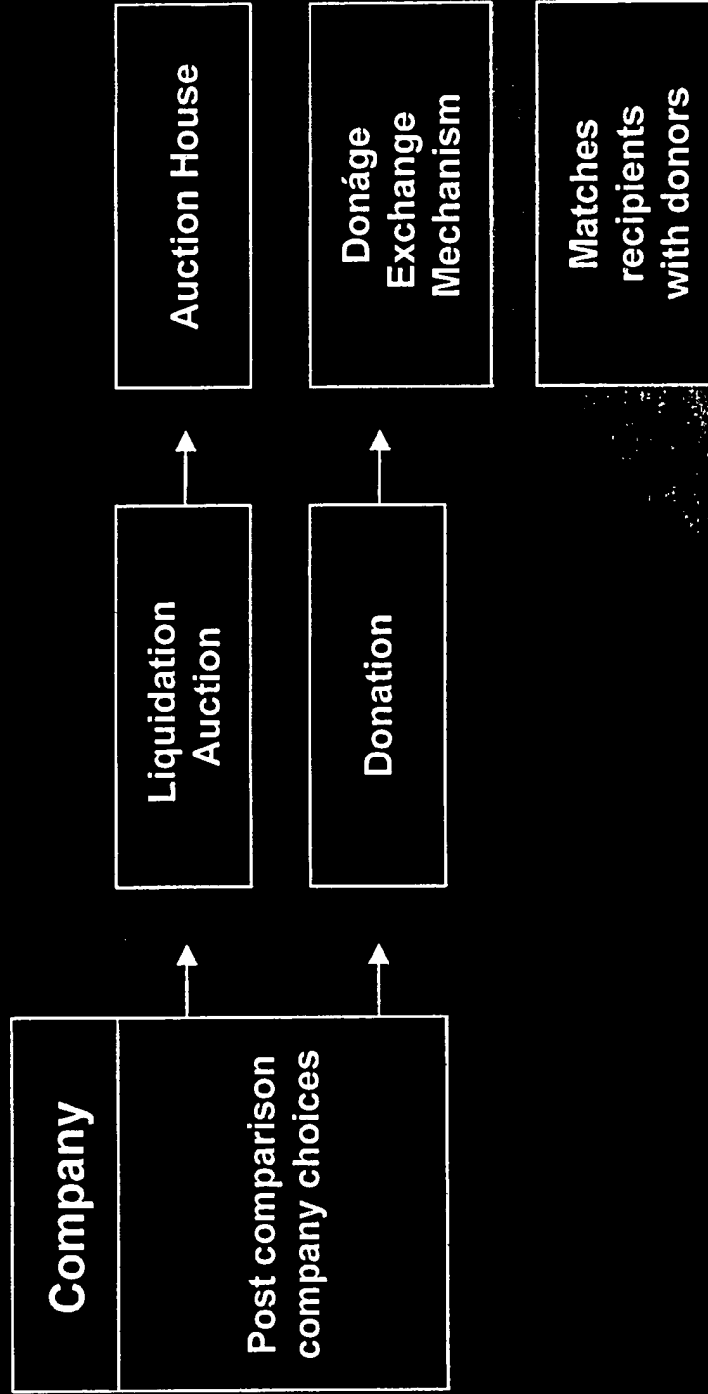 Company
Post comparison
company choices
Liquidation
Auction
Donation
Auction House
Donáge
Exchange
Mechanism
Matches
recipients
with donors